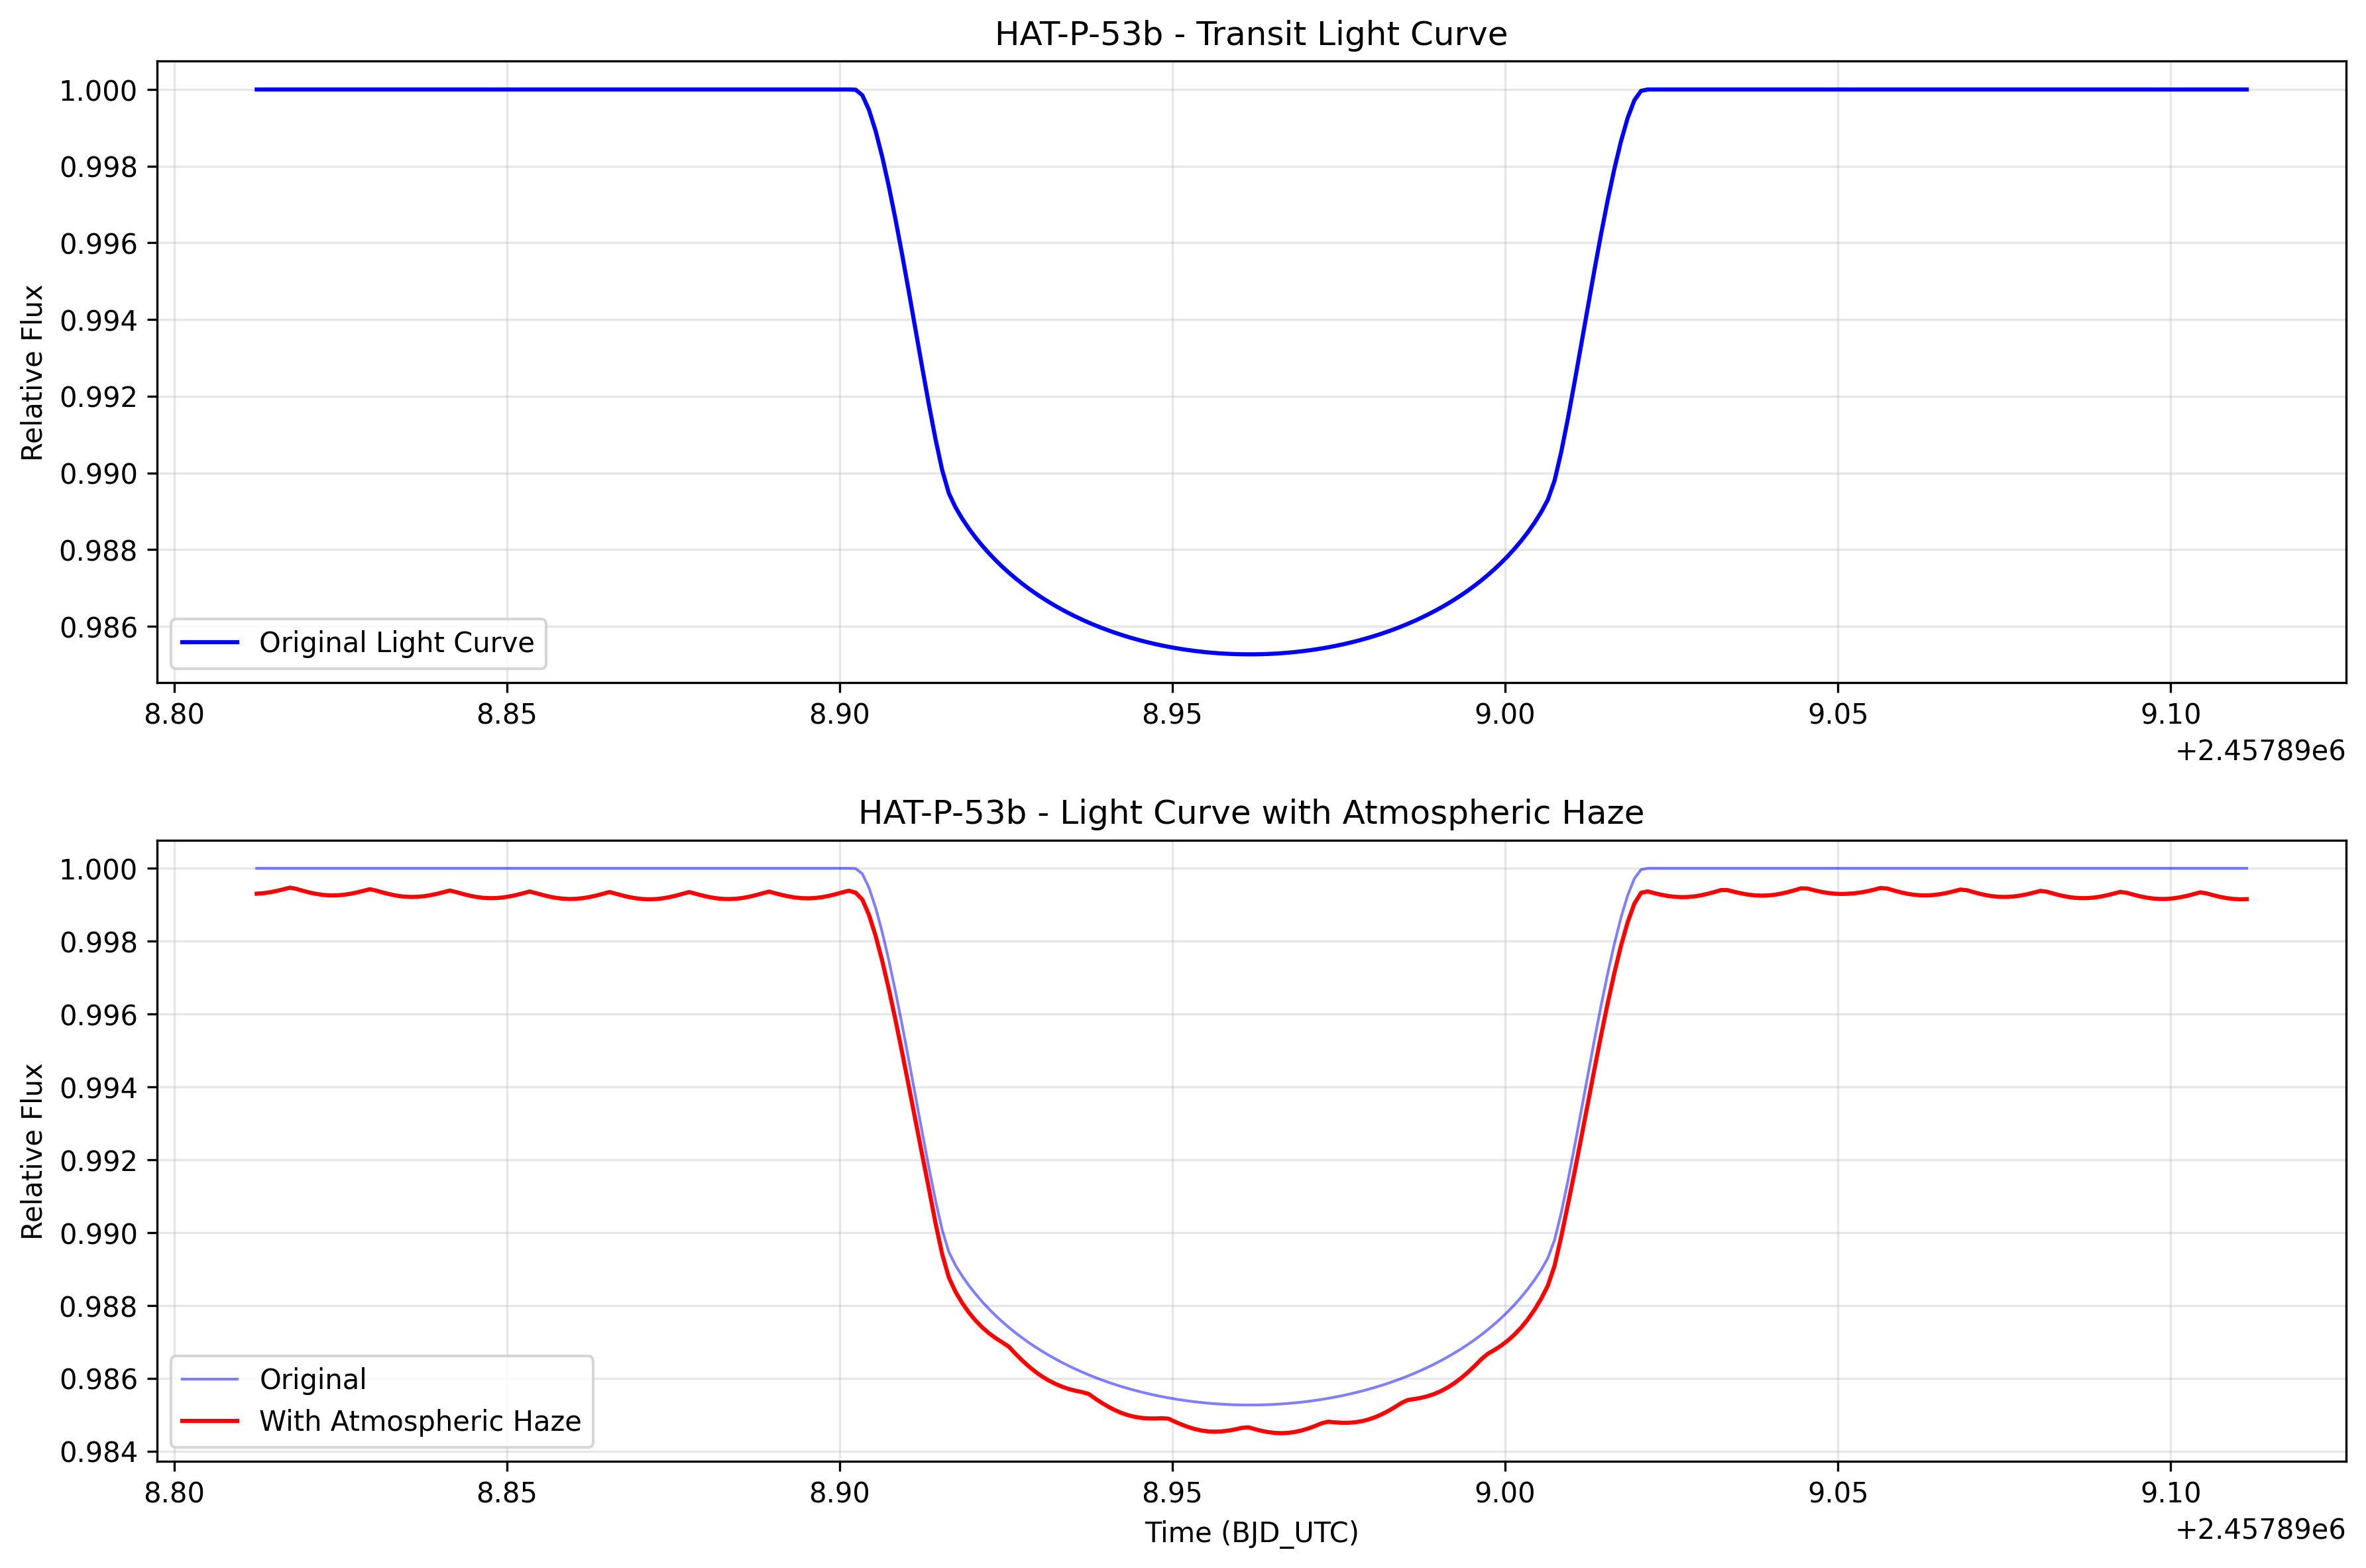 HAT-P-53b - Transit Light Curve
Relative Flux
1.000
0.998
0.996
0.994
0.992
0.990
0.988
0.986
Original Light Curve
8.80 8.85 8.90 8.95 9.00 9.05 9.10
+2.45789e6
HAT-P-53b - Light Curve with Atmospheric Haze
Relative Flux
1.000
0.998
0.996
0.994
0.992
0.990
0.988
0.986
0.984
Original
With Atmospheric Haze
8.80 8.85 8.90 8.95 9.00 9.05 9.10
Time (BJD_UTC)
+2.45789e6